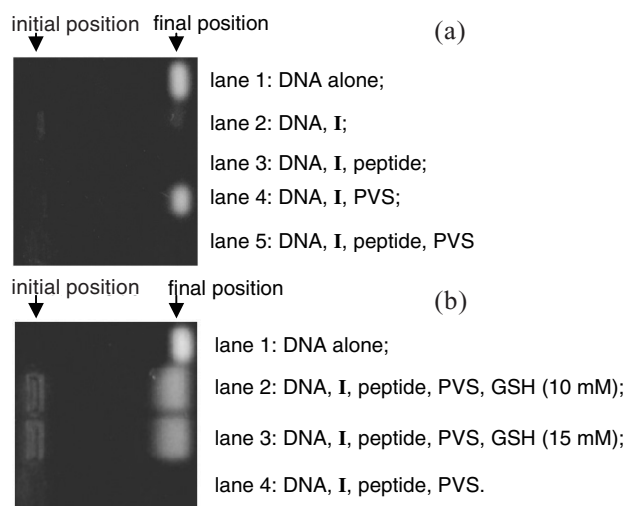 initial position final position (a)
lane 1: DNA alone;
lane 2: DNA, I;
lane 3: DNA, I, peptide;
lane 4: DNA, I, PVS;
lane 5: DNA, I, peptide, PVS
initial position final position (b)
lane 1: DNA alone;
lane 2: DNA, I, peptide, PVS, GSH (10 mM);
lane 3: DNA, I, peptide, PVS, GSH (15 mM);
lane 4: DNA, I, peptide, PVS.